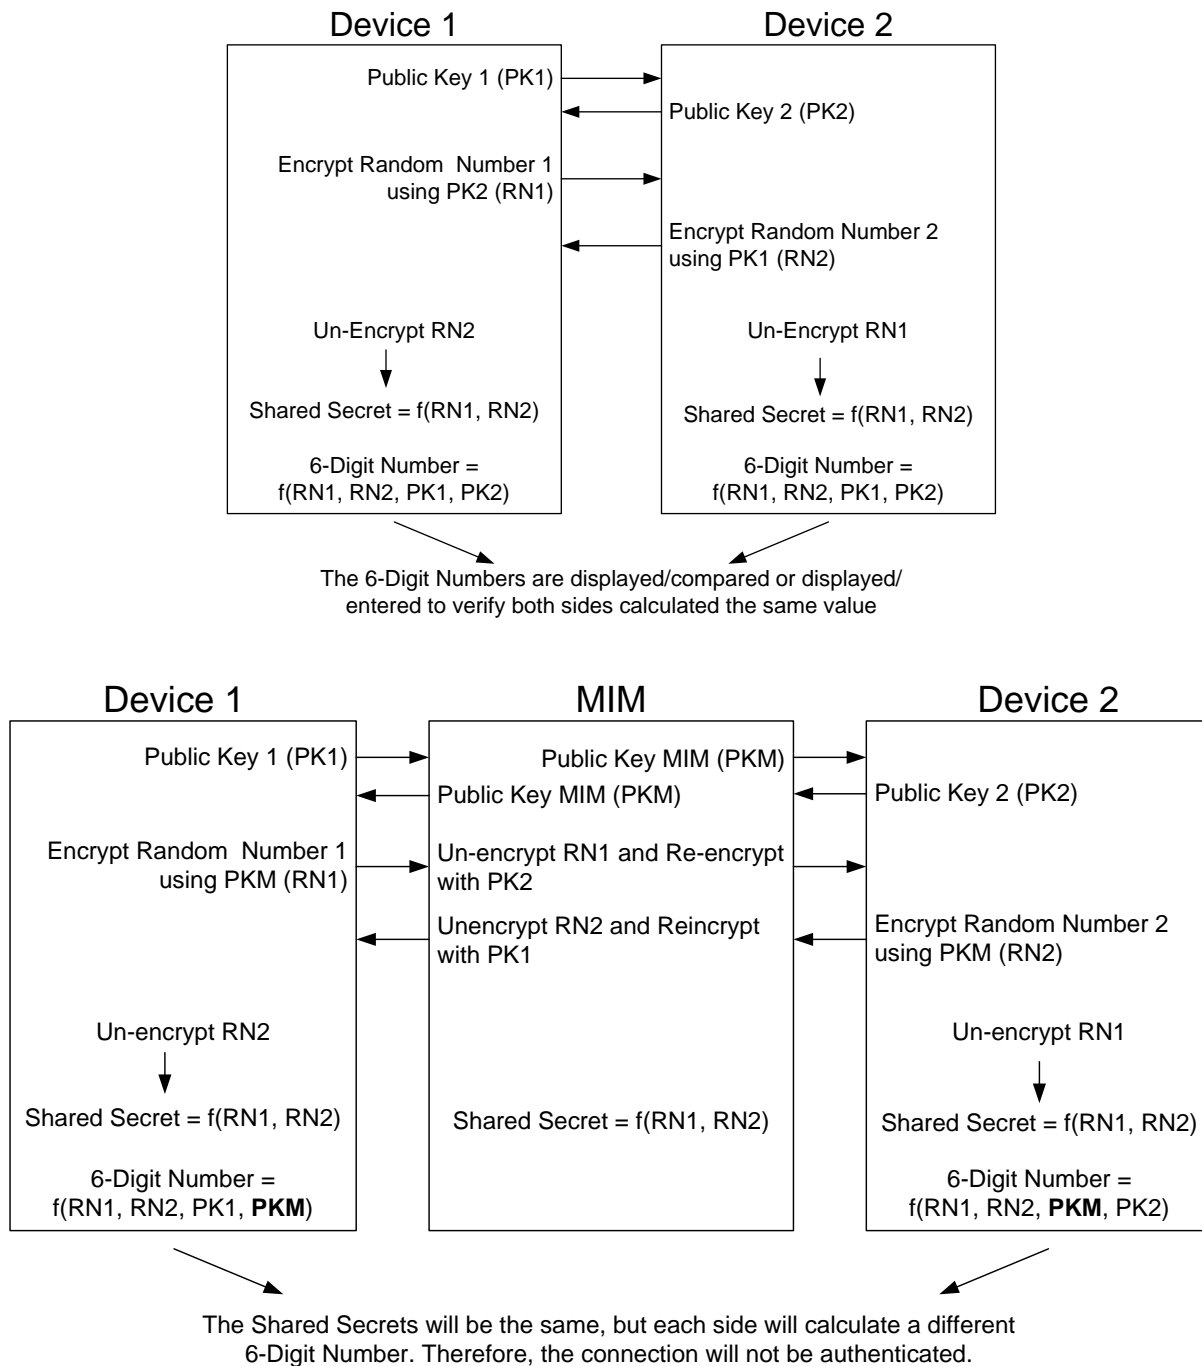 Device 1
Device 2
Public Key 1 (PK1)
Public Key 2 (PK2)
Encrypt Random Number 1
using PK2 (RN1)
Encrypt Random Number 2
using PK1 (RN2)
Un-Encrypt RN2
Un-Encrypt RN1
Shared Secret = f(RN1, RN2)
Shared Secret = f(RN1, RN2)
6-Digit Number =
f(RN1, RN2, PK1, PK2)
6-Digit Number =
f(RN1, RN2, PK1, PK2)
The 6-Digit Numbers are displayed/compared or displayed/
entered to verify both sides calculated the same value
Device 1
MIM
Device 2
Public Key 1 (PK1)
Public Key MIM (PKM)
Public Key MIM (PKM)
Public Key 2 (PK2)
Encrypt Random Number 1
using PKM (RN1)
Un-encrypt RN1 and Re-encrypt
with PK2
Unencrypt RN2 and Reincrypt
with PK1
Encrypt Random Number 2
using PKM (RN2)
Un-encrypt RN2
Un-encrypt RN1
Shared Secret = f(RN1, RN2)
Shared Secret = f(RN1, RN2)
Shared Secret = f(RN1, RN2)
6-Digit Number =
f(RN1, RN2, PK1, PKM)
6-Digit Number =
f(RN1, RN2, PKM, PK2)
The Shared Secrets will be the same, but each side will calculate a different
6-Digit Number. Therefore, the connection will not be authenticated.